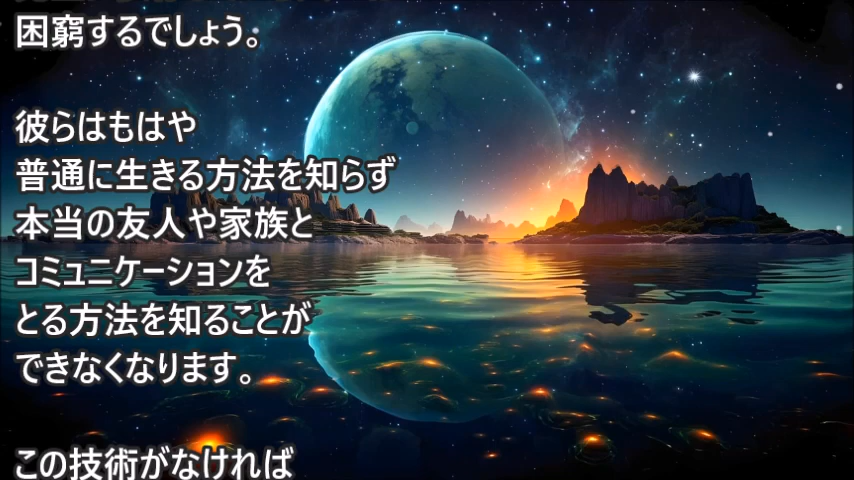 困窮するでしょう。
彼らはもはや
普通に生きる方法を知らず
本当の友人や家族と
コミュニケーションを
とる方法を知ることが
できなくなります。
この技術がなければ